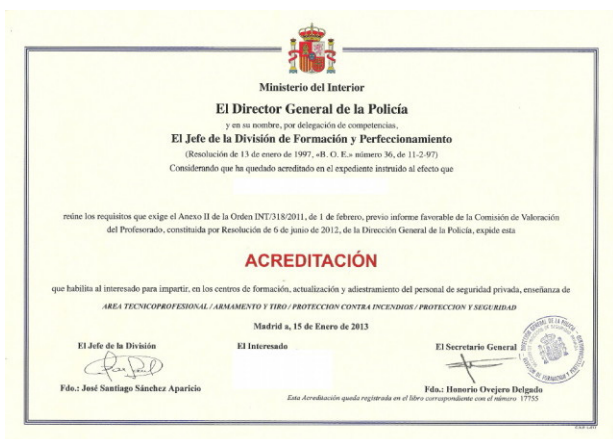 Ministerio del Interior
El Director General de la Policía
y en su nombre, por delegación de competencias,
El Jefe de la División de Formación y Perfeccionamiento
(Resolución de 13 de enero de 1997, «B. O. E.» número 36, de 11-2-97)
Considerando que ha quedado acreditado en el expediente instruido al efecto que
reúne los requisitos que exige el Anexo II de la Orden INT/318/2011, de 1 de febrero, previo informe favorable de la Comisión de Valoración
del Profesorado, constituida por Resolución de 6 de junio de 2012, de la Dirección General de la Policía, expide esta
ACREDITACIÓN
que habilita al interesado para impartir, en los centros de formación, actualización y adiestramiento del personal de seguridad privada, enseñanza de
AREA TECNICOPROFESIONAL / ARMAMENTO Y TIRO / PROTECCION CONTRA INCENDIOS / PROTECCION Y SEGURIDAD
Madrid a, 15 de Enero de 2013
El Jefe de la División El Interesado El Secretario General
Fdo.: José Santiago Sánchez Aparicio Fdo.: Honorio Ovejero Delgado
Esta Acreditación queda registrada en el libro correspondiente con el número 17755